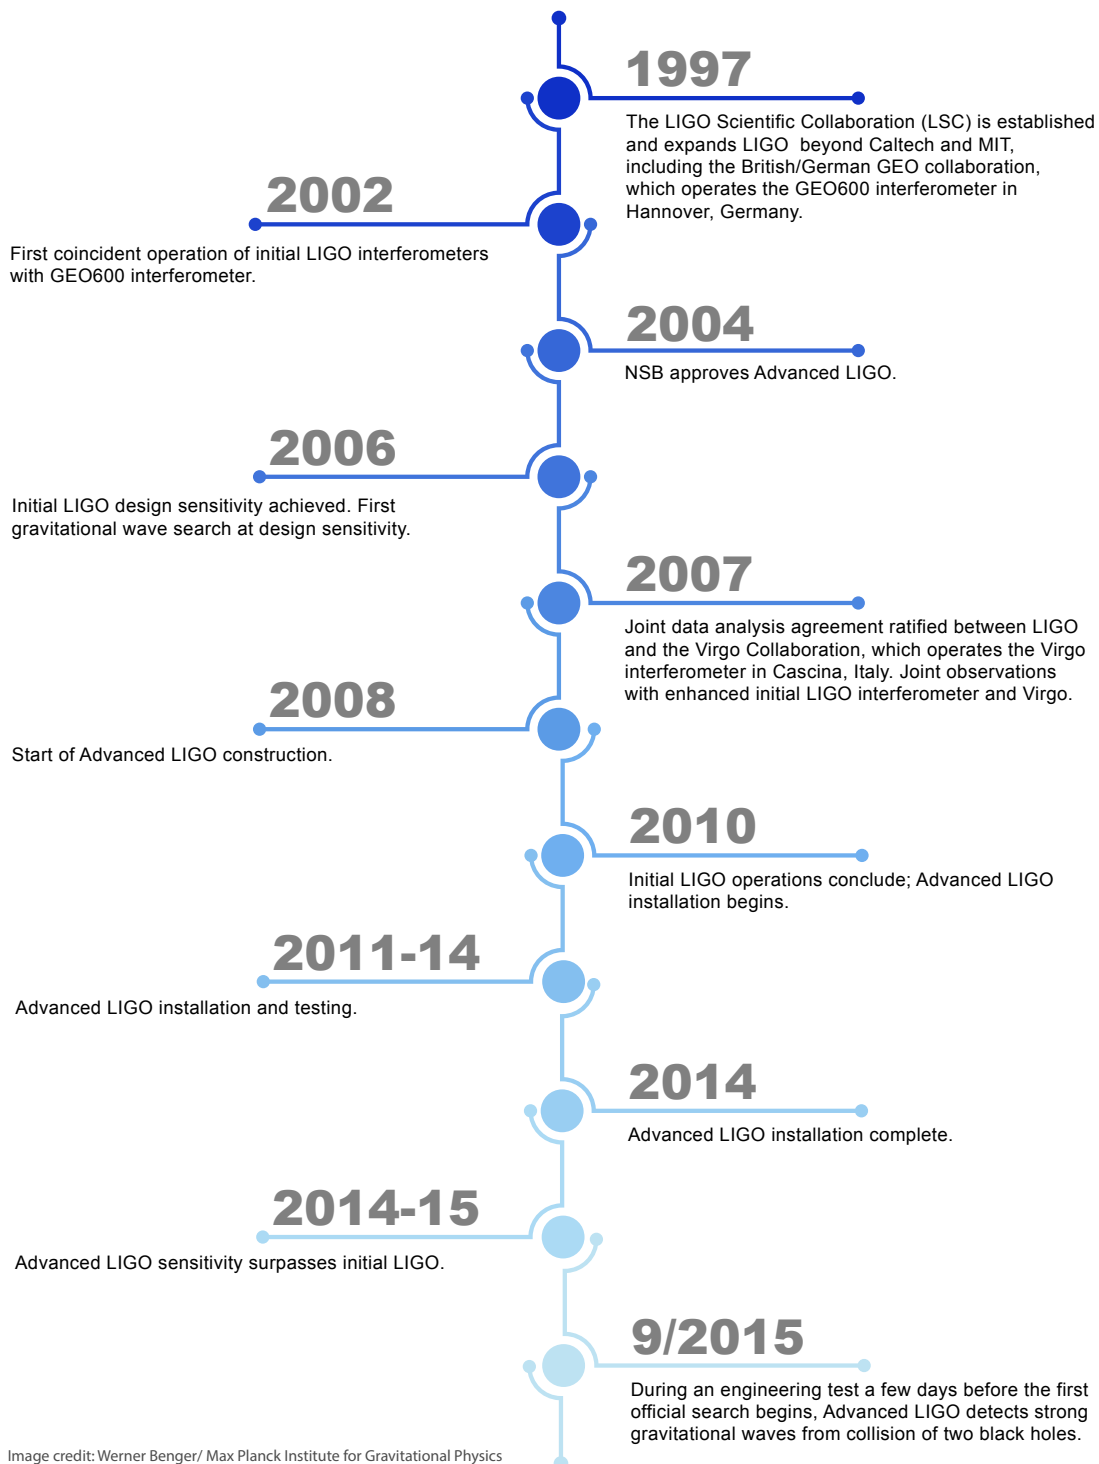 1997
The LIGO Scientific Collaboration (LSC) is established
and expands LIGO  beyond Caltech and MIT,
including the British/German GEO collaboration,
which operates the GEO600 interferometer in
Hannover, Germany.
2002
First coincident operation of initial LIGO interferometers
with GEO600 interferometer.
2004
NSB approves Advanced LIGO.
2006
Initial LIGO design sensitivity achieved. First
gravitational wave search at design sensitivity.
2007
Joint data analysis agreement ratified between LIGO
and the Virgo Collaboration, which operates the Virgo
interferometer in Cascina, Italy. Joint observations
with enhanced initial LIGO interferometer and Virgo.
2008
Start of Advanced LIGO construction.
2010
Initial LIGO operations conclude; Advanced LIGO
installation begins.
2011-14
Advanced LIGO installation and testing.
2014
Advanced LIGO installation complete.
2014-15
Advanced LIGO sensitivity surpasses initial LIGO.
9/2015
During an engineering test a few days before the first
official search begins, Advanced LIGO detects strong
gravitational waves from collision of two black holes.
Image credit: Werner Benger/ Max Planck Institute for Gravitational Physics